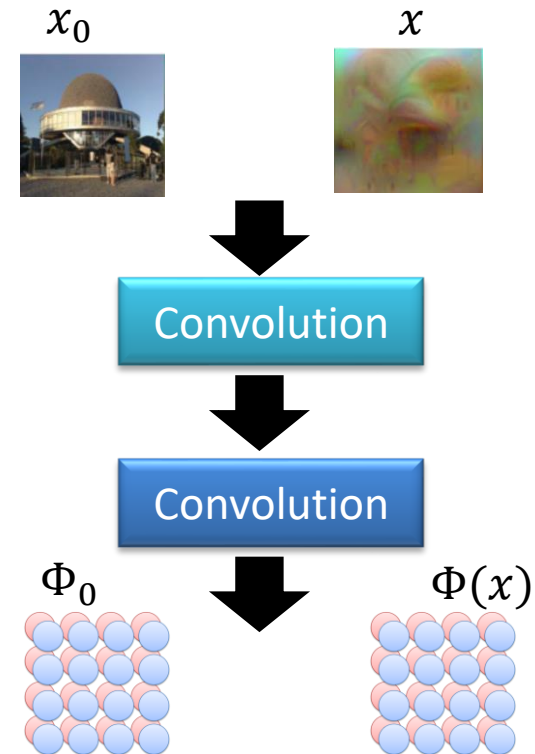 x₀
x
Convolution
Convolution
Φ₀
Φ(x)